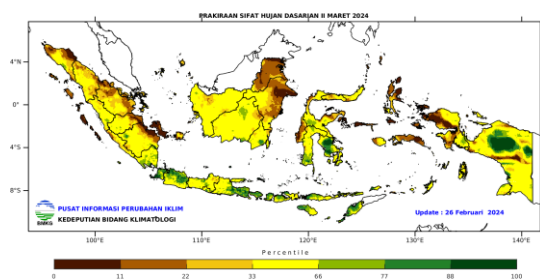 PRAKIRAAN SIFAT HUJAN DASARIAN II MARET 2024
4°N
0°
4°S
8°S
PUSAT INFORMASI PERUBAHAN IKLIM
KEDEPUTIAN BIDANG KLIMATOLOGI
BMKG
Update : 26 Februari 2024
100°E 110°E 120°E 130°E 140°E
Percentile
0 11 22 33 66 77 88 100